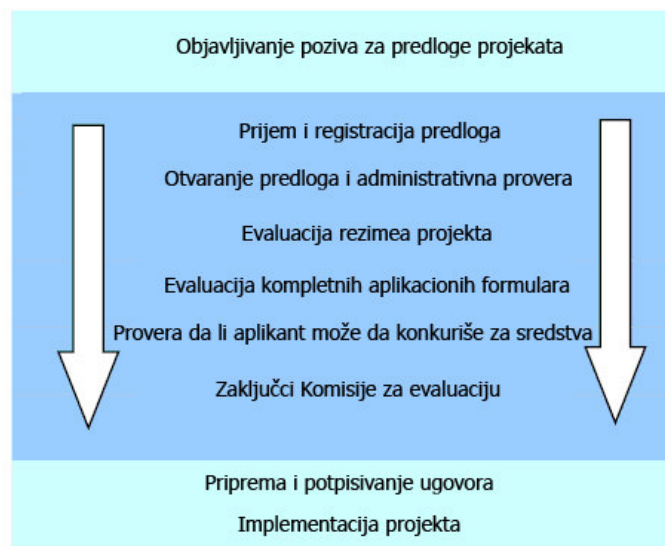 Objavljivanje poziva za predloge projekata
Prijem i registracija predloga
Otvaranje predloga i administrativna provera
Evaluacija rezimea projekta
Evaluacija kompletnih aplikacionih formulara
Provera da li aplikant može da konkuriše za sredstva
Zaključci Komisije za evaluaciju
Priprema i potpisivanje ugovora
Implementacija projekta